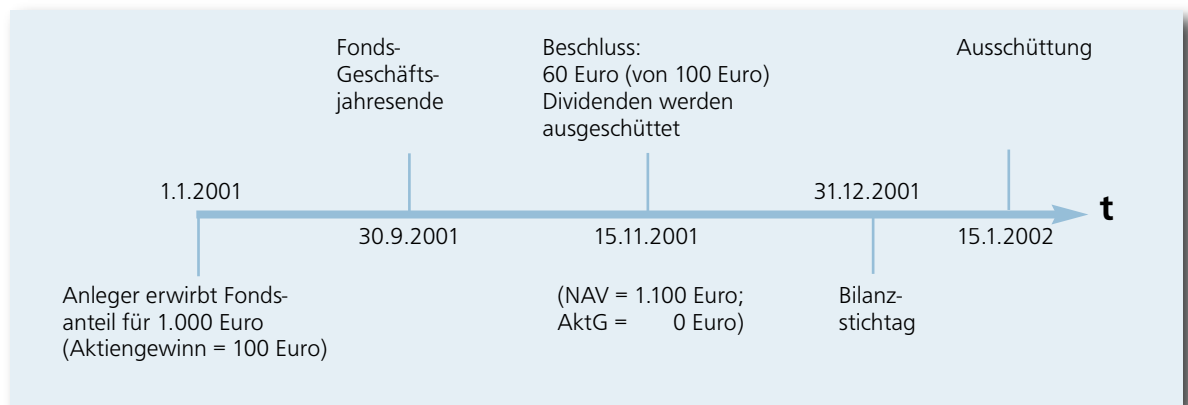 Fonds-
Geschäfts-
jahresende
Beschluss:
60 Euro (von 100 Euro)
Dividenden werden
ausgeschüttet
Ausschüttung
1.1.2001
31.12.2001
t
30.9.2001
15.11.2001
15.1.2002
Anleger erwirbt Fonds-
anteil für 1.000 Euro
(Aktiengewinn = 100 Euro)
(NAV = 1.100 Euro;
AktG = 0 Euro)
Bilanz-
stichtag